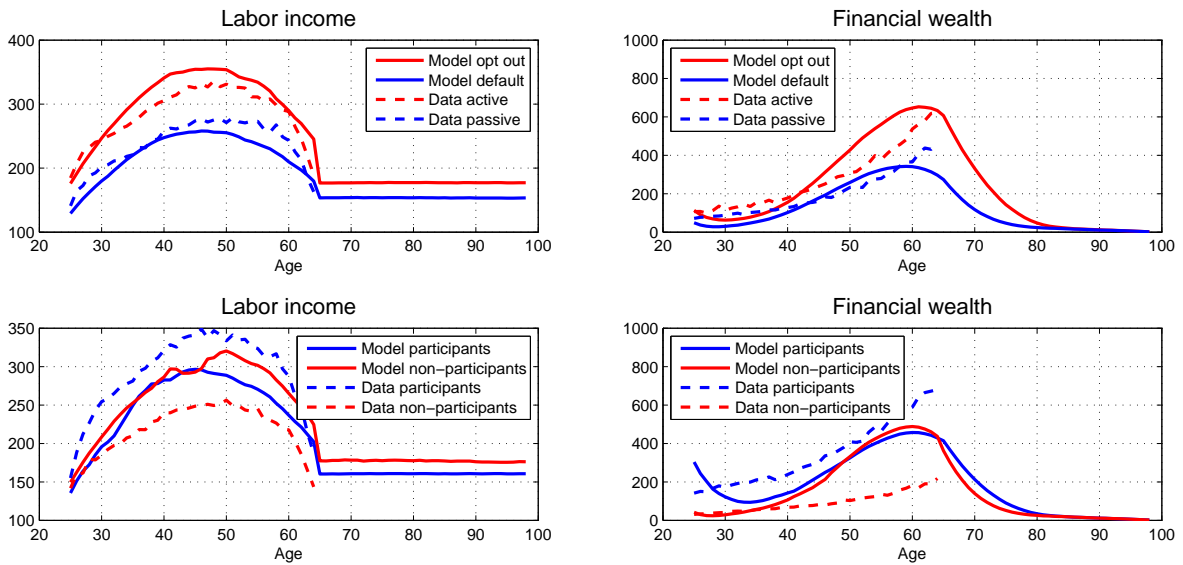 Labor income
400
300
200
100
20 30 40 50 60 70 80 90 100
Age
Model opt out
Model default
Data active
Data passive
Financial wealth
1000
800
600
400
200
0
20 30 40 50 60 70 80 90 100
Age
Model opt out
Model default
Data active
Data passive
Labor income
350
300
250
200
150
100
20 30 40 50 60 70 80 90 100
Age
Model participants
Model non−participants
Data participants
Data non−participants
Financial wealth
1000
800
600
400
200
0
20 30 40 50 60 70 80 90 100
Age
Model participants
Model non−participants
Data participants
Data non−participants